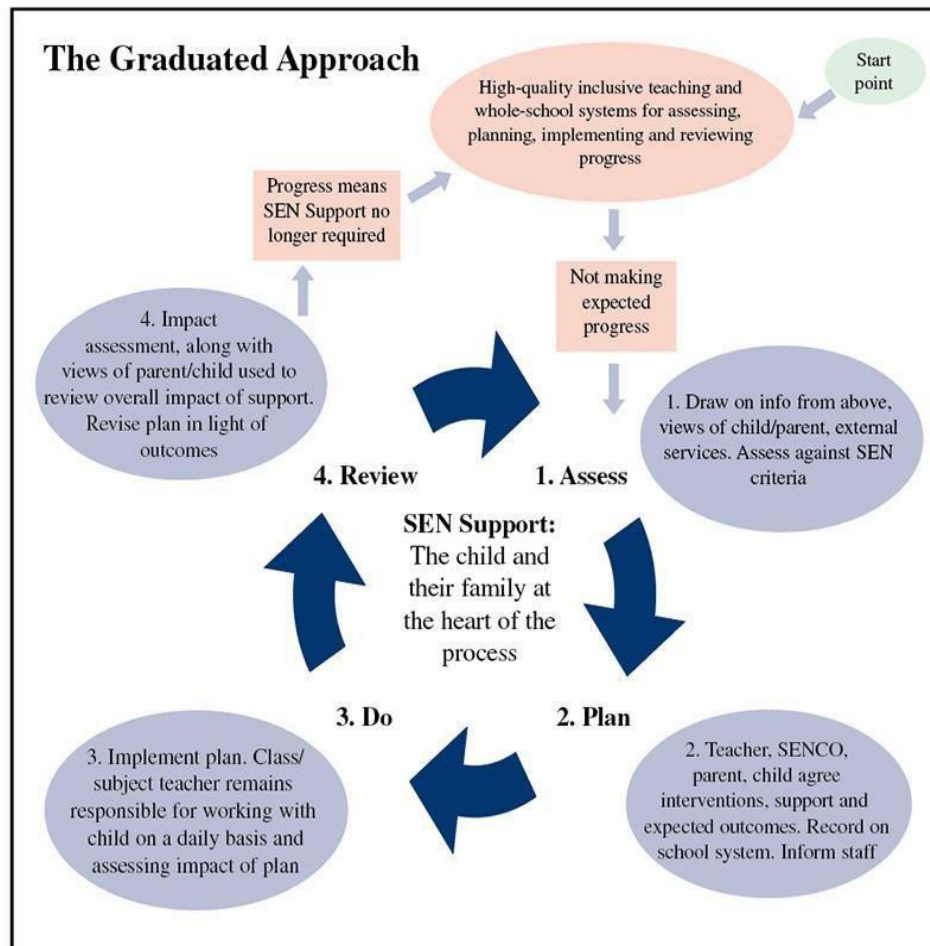 The Graduated Approach
Start
point
High-quality inclusive teaching and
whole-school systems for assessing,
planning, implementing and reviewing
progress
Progress means
SEN Support no
longer required
Not making
expected
progress
4. Impact
assessment, along with
views of parent/child used to
review overall impact of support.
Revise plan in light of
outcomes
1. Draw on info from above,
views of child/parent, external
services. Assess against SEN
criteria
4. Review
1. Assess
SEN Support:
The child and
their family at
the heart of the
process
3. Do
2. Plan
3. Implement plan. Class/
subject teacher remains
responsible for working with
child on a daily basis and
assessing impact of plan
2. Teacher, SENCO,
parent, child agree
interventions, support and
expected outcomes. Record on
school system. Inform staff